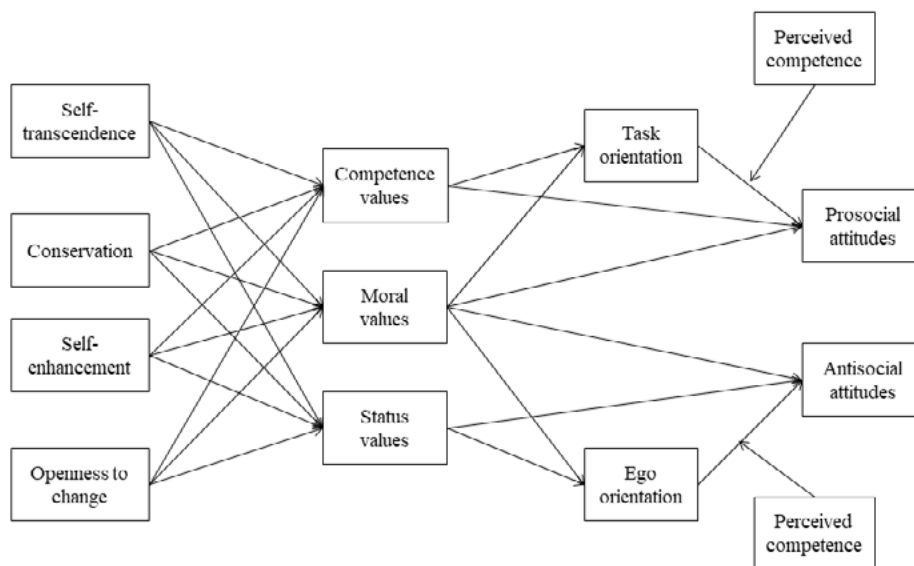 Perceived
competence
Self-
transcendence
Task
orientation
Competence
values
Prosocial
attitudes
Conservation
Moral
values
Self-
enhancement
Antisocial
attitudes
Status
values
Openness to
change
Ego
orientation
Perceived
competence